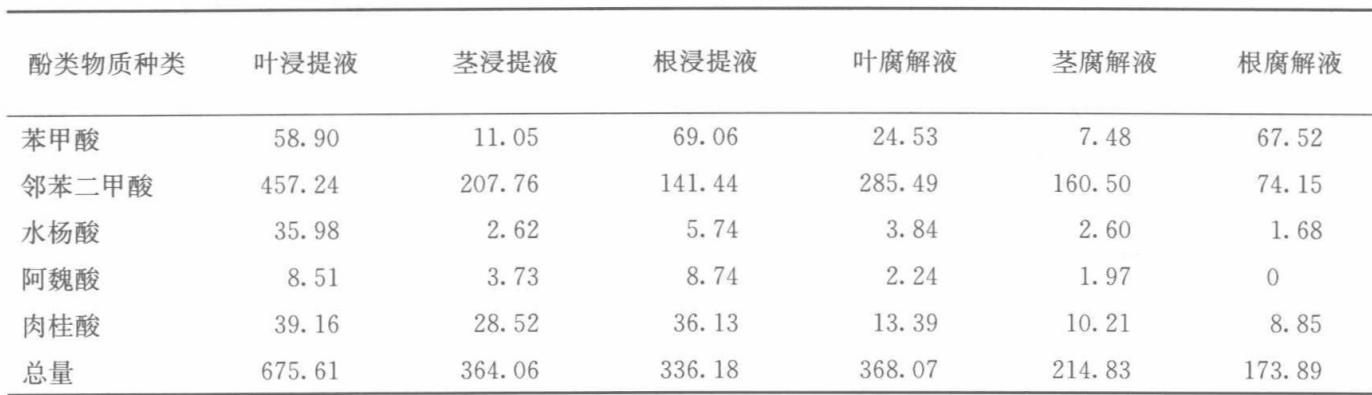 酚类物质种类 叶浸提液 茎浸提液 根浸提液 叶腐解液 茎腐解液 根腐解液
苯甲酸 58.90 11.05 69.06 24.53 7.48 67.52
邻苯二甲酸 457.24 207.76 141.44 285.49 160.50 74.15
水杨酸 35.98 2.62 5.74 3.84 2.60 1.68
阿魏酸 8.51 3.73 8.74 2.24 1.97 0
肉桂酸 39.16 28.52 36.13 13.39 10.21 8.85
总量 675.61 364.06 336.18 368.07 214.83 173.89